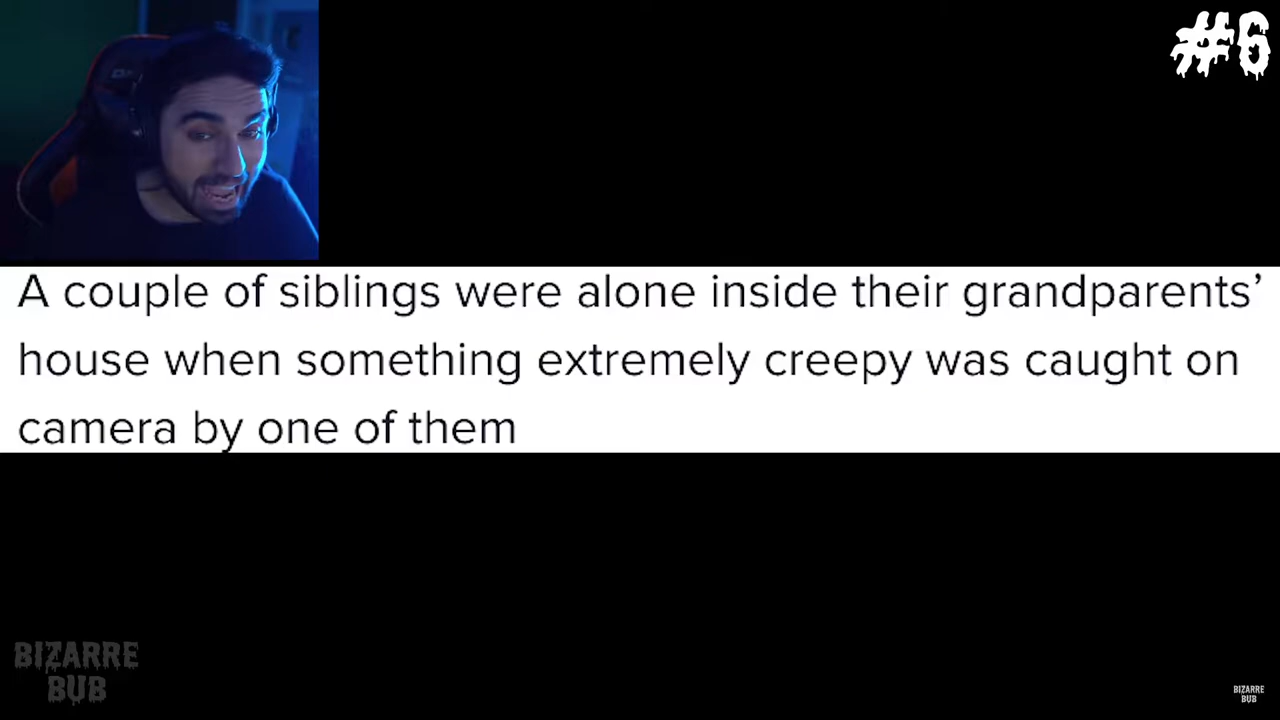 #6
A couple of siblings were alone inside their grandparents’
house when something extremely creepy was caught on
camera by one of them
BIZARRE
BUB
BIZARRE
BUB